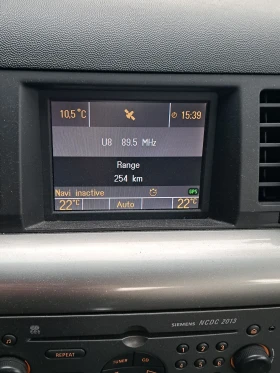 10.5°C 15:39
U8 89.5 MHz
Range
254 km
Navi inactive GPS
22°C Auto 22°C
SIEMENS NCDC 2013
REPEAT